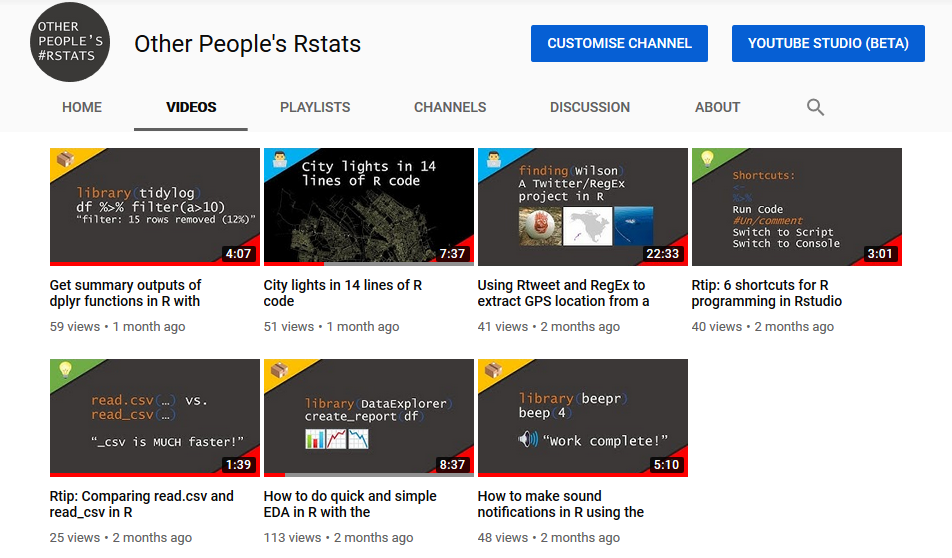 OTHER
PEOPLE'S
#RSTATS
Other People's Rstats
CUSTOMISE CHANNEL
YOUTUBE STUDIO (BETA)
HOME
VIDEOS
PLAYLISTS
CHANNELS
DISCUSSION
ABOUT
library(tidylog)
df %>% filter(a>10)
"filter: 15 rows removed (12%)"
4:07
Get summary outputs of
dplyr functions in R with
59 views • 1 month ago
City lights in 14
lines of R code
7:37
City lights in 14 lines of R
code
51 views • 1 month ago
finding(Wilson)
A Twitter/RegEx
project in R
22:33
Using Rtweet and RegEx to
extract GPS location from a
41 views • 2 months ago
Shortcuts:
<-
%>%
Run Code
#Un/comment
Switch to Script
Switch to Console
3:01
Rtip: 6 shortcuts for R
programming in Rstudio
40 views • 2 months ago
read.csv(…) vs.
read_csv(…)
"_csv is MUCH faster!"
1:39
Rtip: Comparing read.csv and
read_csv in R
25 views • 2 months ago
library(DataExplorer)
create_report(df)
8:37
How to do quick and simple
EDA in R with the
113 views • 2 months ago
library(beepr)
beep(4)
"Work complete!"
5:10
How to make sound
notifications in R using the
48 views • 2 months ago